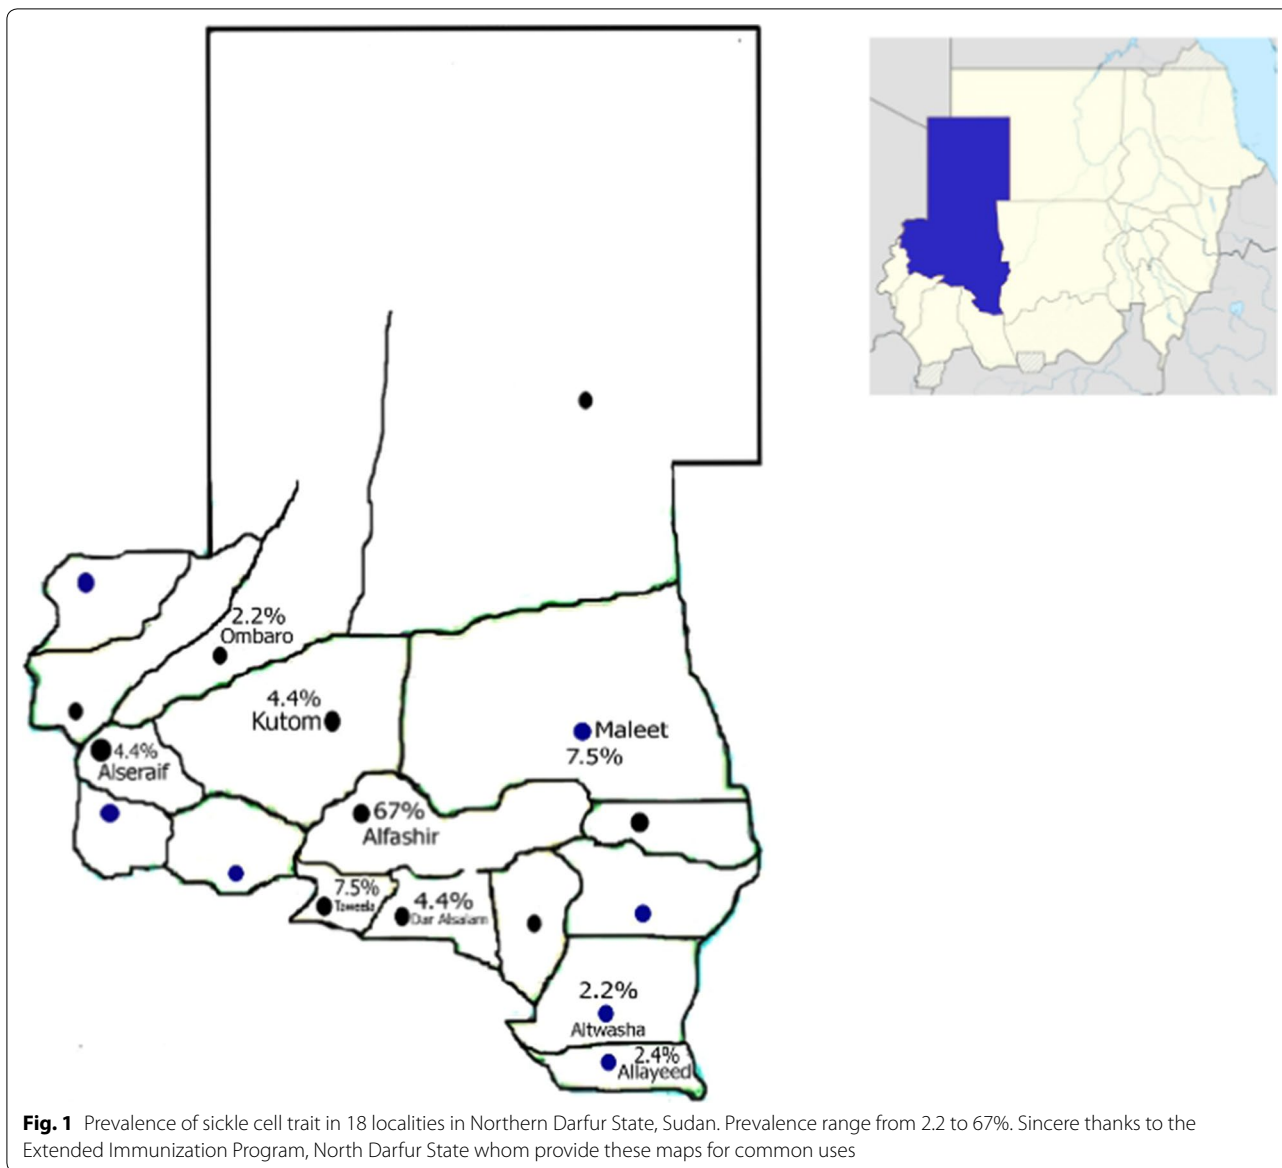 2.2%
Ombaro
4.4%
Kutom
Maleet
7.5%
4.4%
Alseraif
67%
Alfashir
7.5%
Taweela
4.4%
Dar Alsalam
2.2%
Altwasha
2.4%
Allayeed
Fig. 1 Prevalence of sickle cell trait in 18 localities in Northern Darfur State, Sudan. Prevalence range from 2.2 to 67%. Sincere thanks to the
Extended Immunization Program, North Darfur State whom provide these maps for common uses